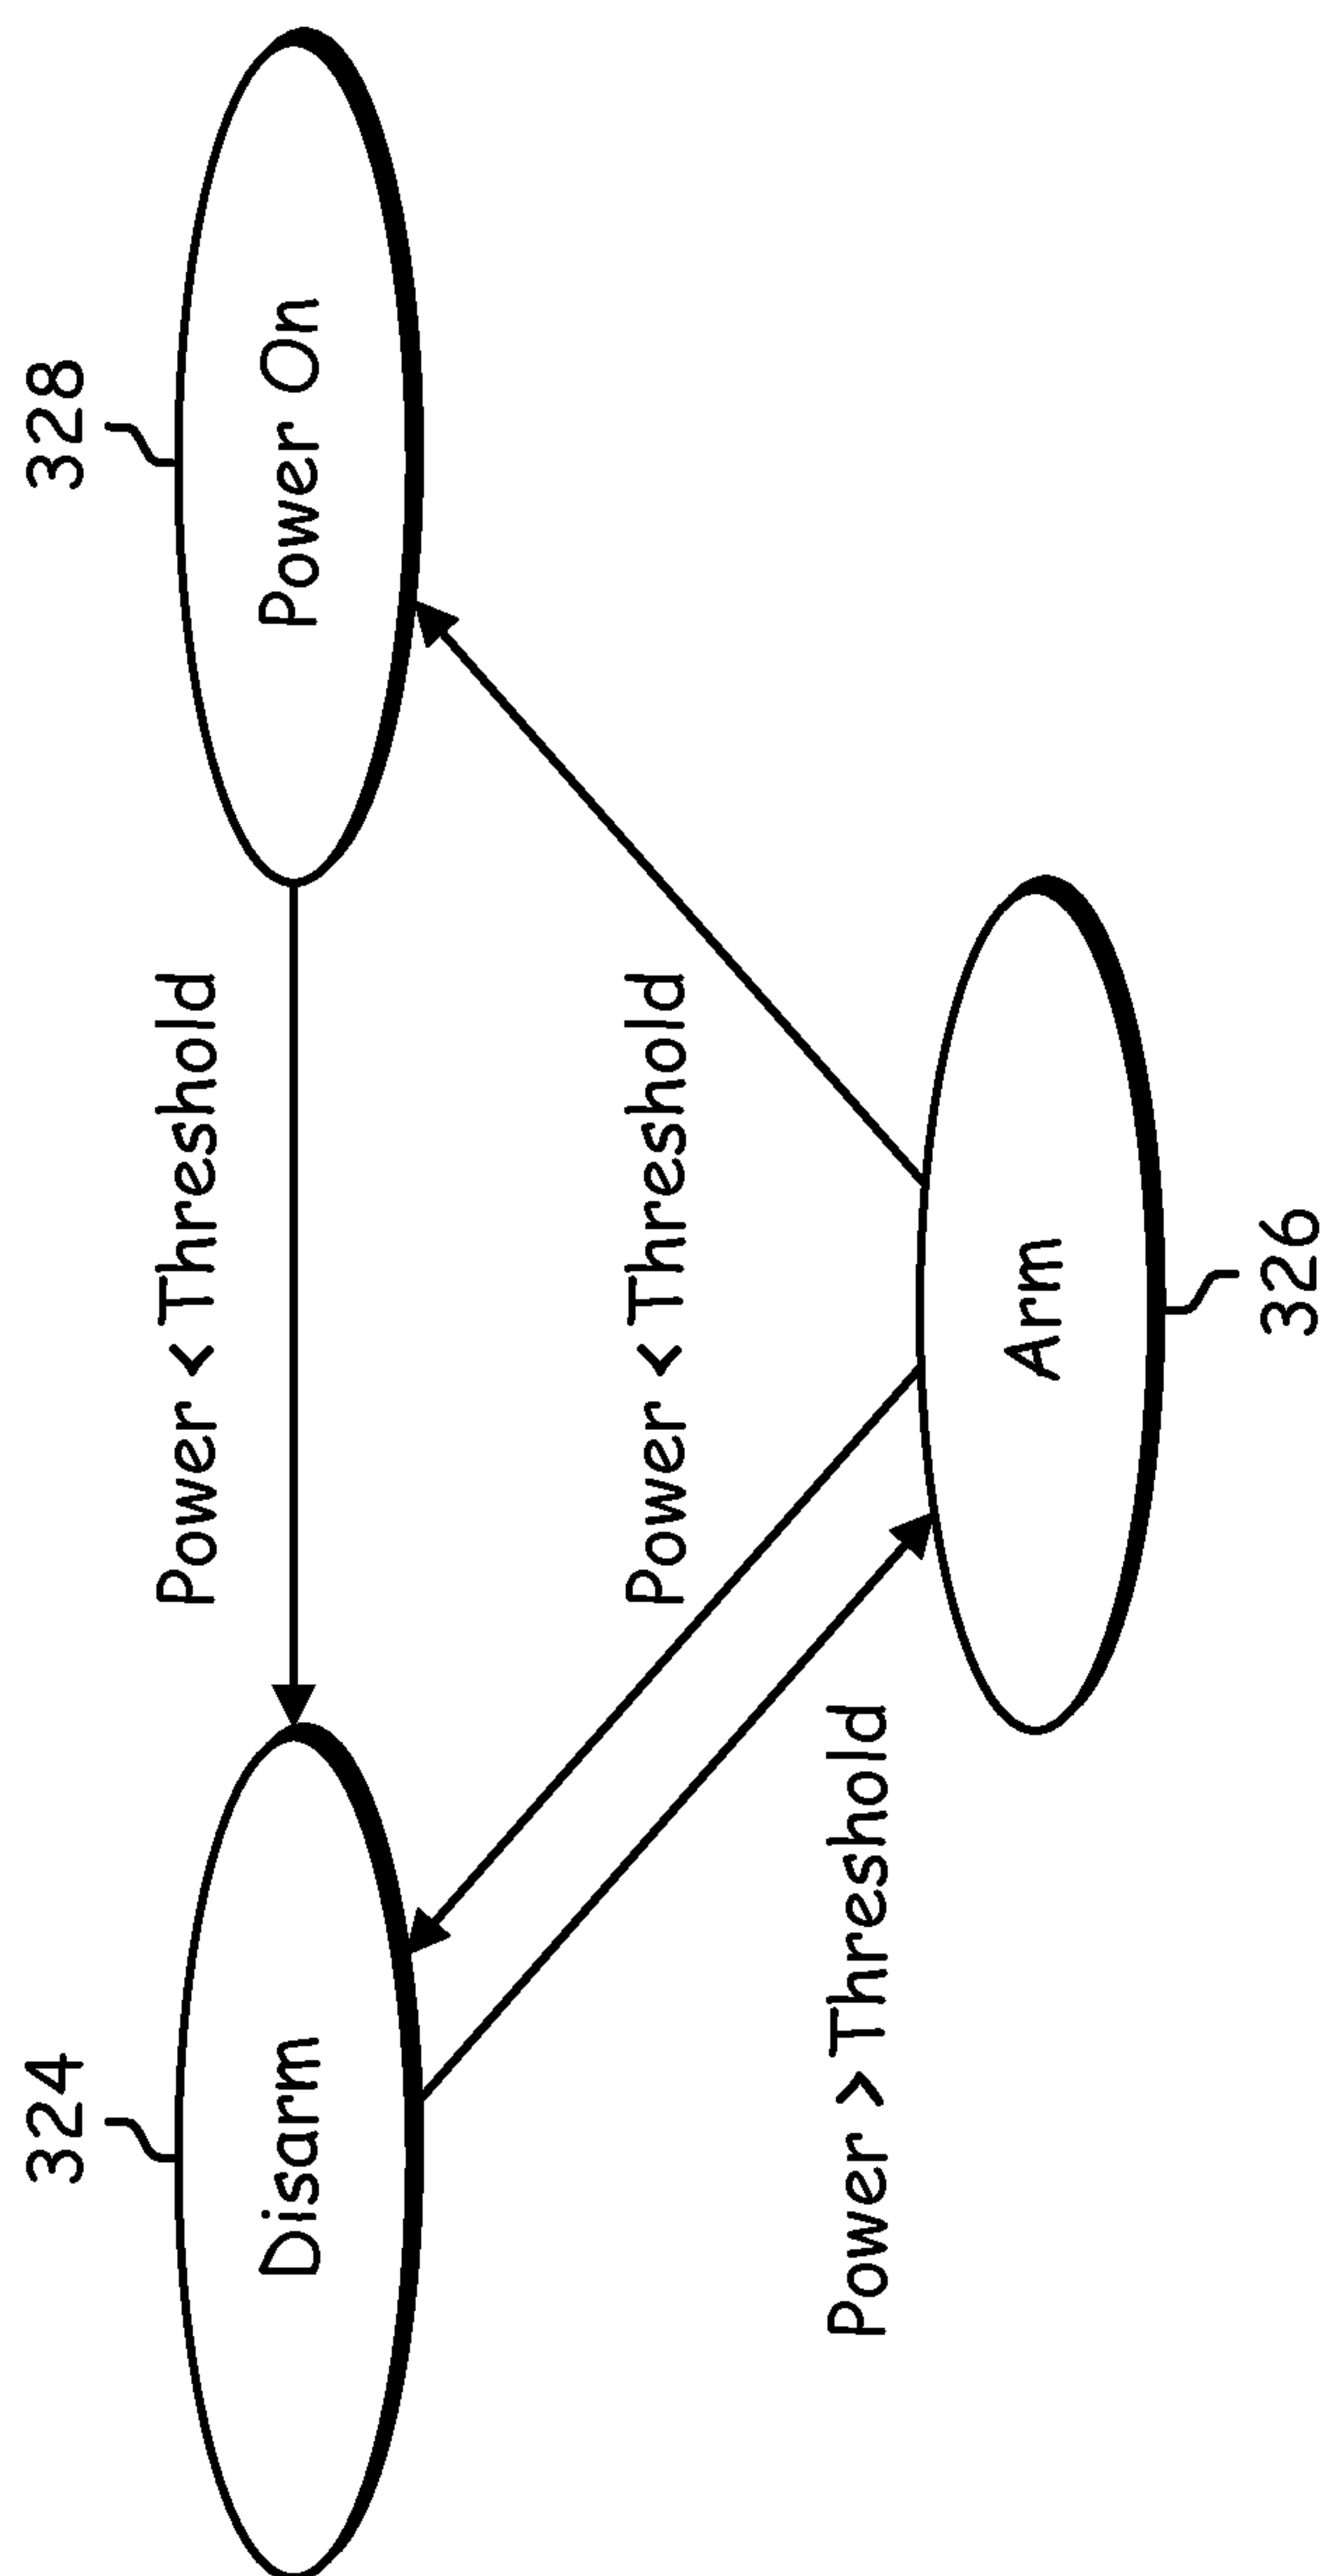 324
328
Disarm
Power < Threshold
Power On
Power < Threshold
Power > Threshold
Arm
326